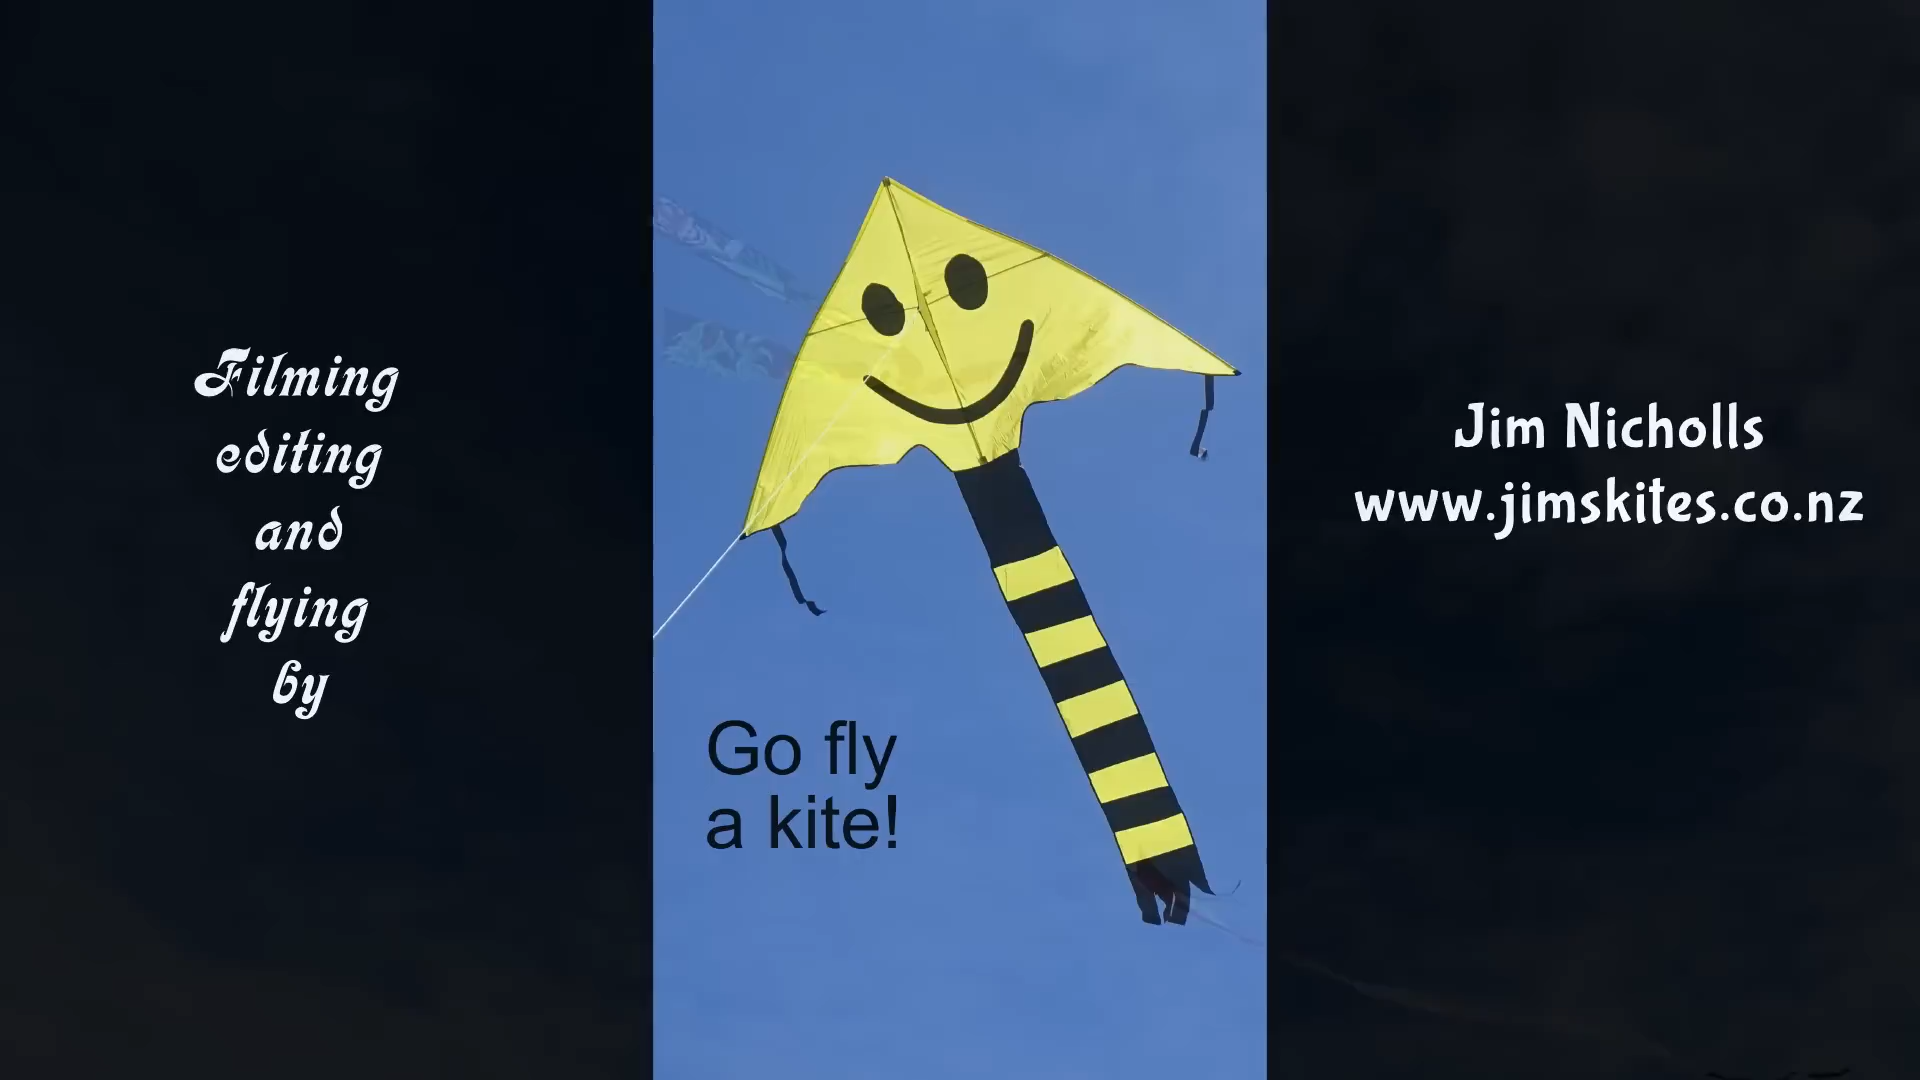 Filming
editing
and
flying
by
Go fly
a kite!
Jim Nicholls
www.jimskites.co.nz